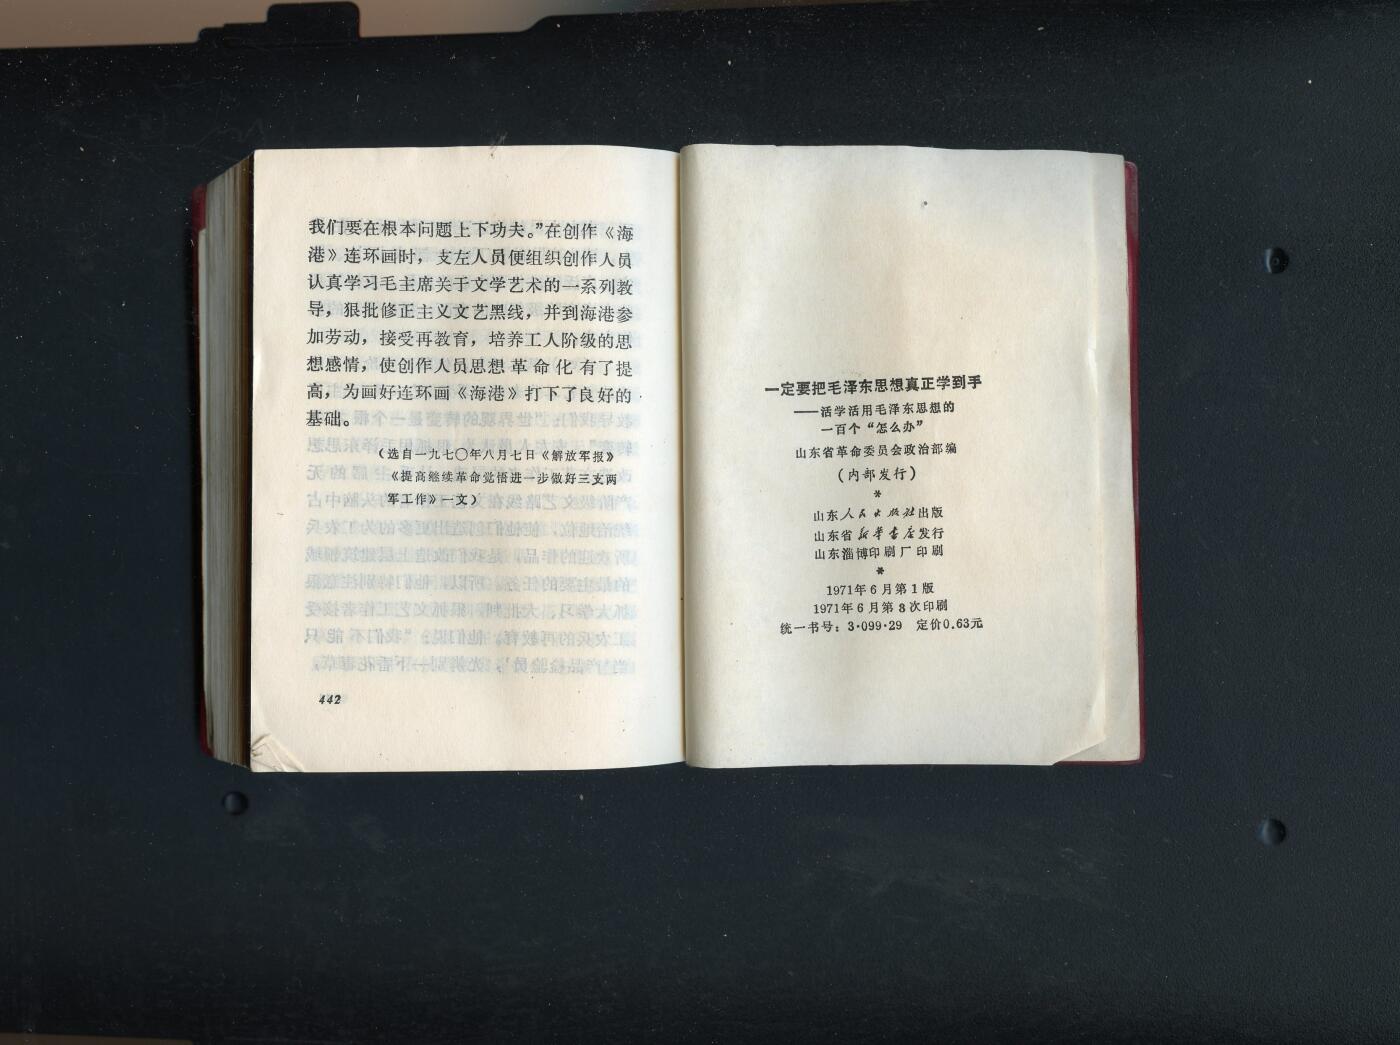 我们要在根本问题上下功夫。”在创作《海
港》连环画时，支左人员便组织创作人员
认真学习毛主席关于文学艺术的一系列教
导，狠批修正主义文艺黑线，并到海港参
加劳动，接受再教育，培养工人阶级的思
想感情，使创作人员思想革命化有了提
高，为画好连环画《海港》打下了良好的
基础。
（选自一九七〇年八月七日《解放军报》
《提高继续革命觉悟进一步做好三支两
军工作》一文）
442
一定要把毛泽东思想真正学到手
——活学活用毛泽东思想的
一百个“怎么办”
山东省革命委员会政治部编
（内部发行）
*
山东人民出版社出版
山东省新华书店发行
山东淄博印刷厂印刷
*
1971年6月第1版
1971年6月第8次印刷
统一书号：3·099·29 定价0.63元